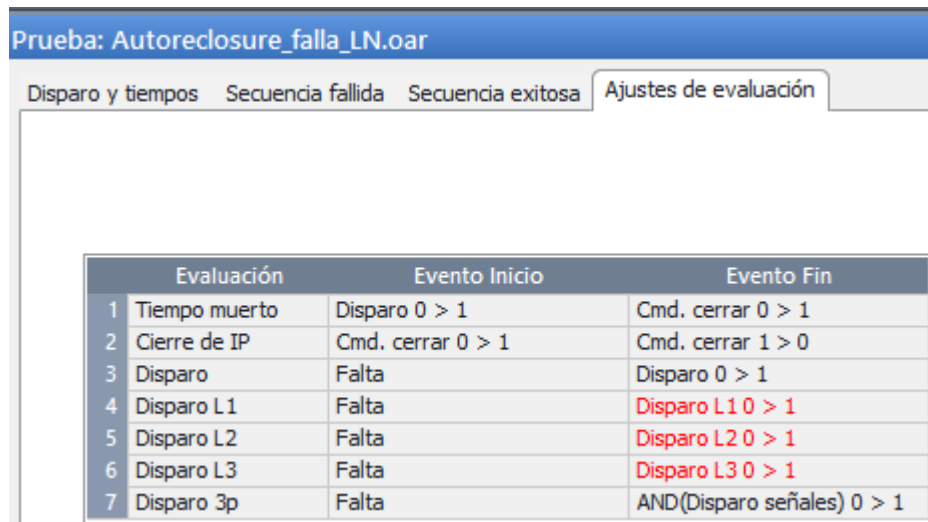 Prueba: Autoreclosure_falla_LN.oar
Disparo y tiempos Secuencia fallida Secuencia exitosa Ajustes de evaluación
Evaluación Evento Inicio Evento Fin
1 Tiempo muerto Disparo 0 > 1 Cmd. cerrar 0 > 1
2 Cierre de IP Cmd. cerrar 0 > 1 Cmd. cerrar 1 > 0
3 Disparo Falta Disparo 0 > 1
4 Disparo L1 Falta Disparo L1 0 > 1
5 Disparo L2 Falta Disparo L2 0 > 1
6 Disparo L3 Falta Disparo L3 0 > 1
7 Disparo 3p Falta AND(Disparo señales) 0 > 1